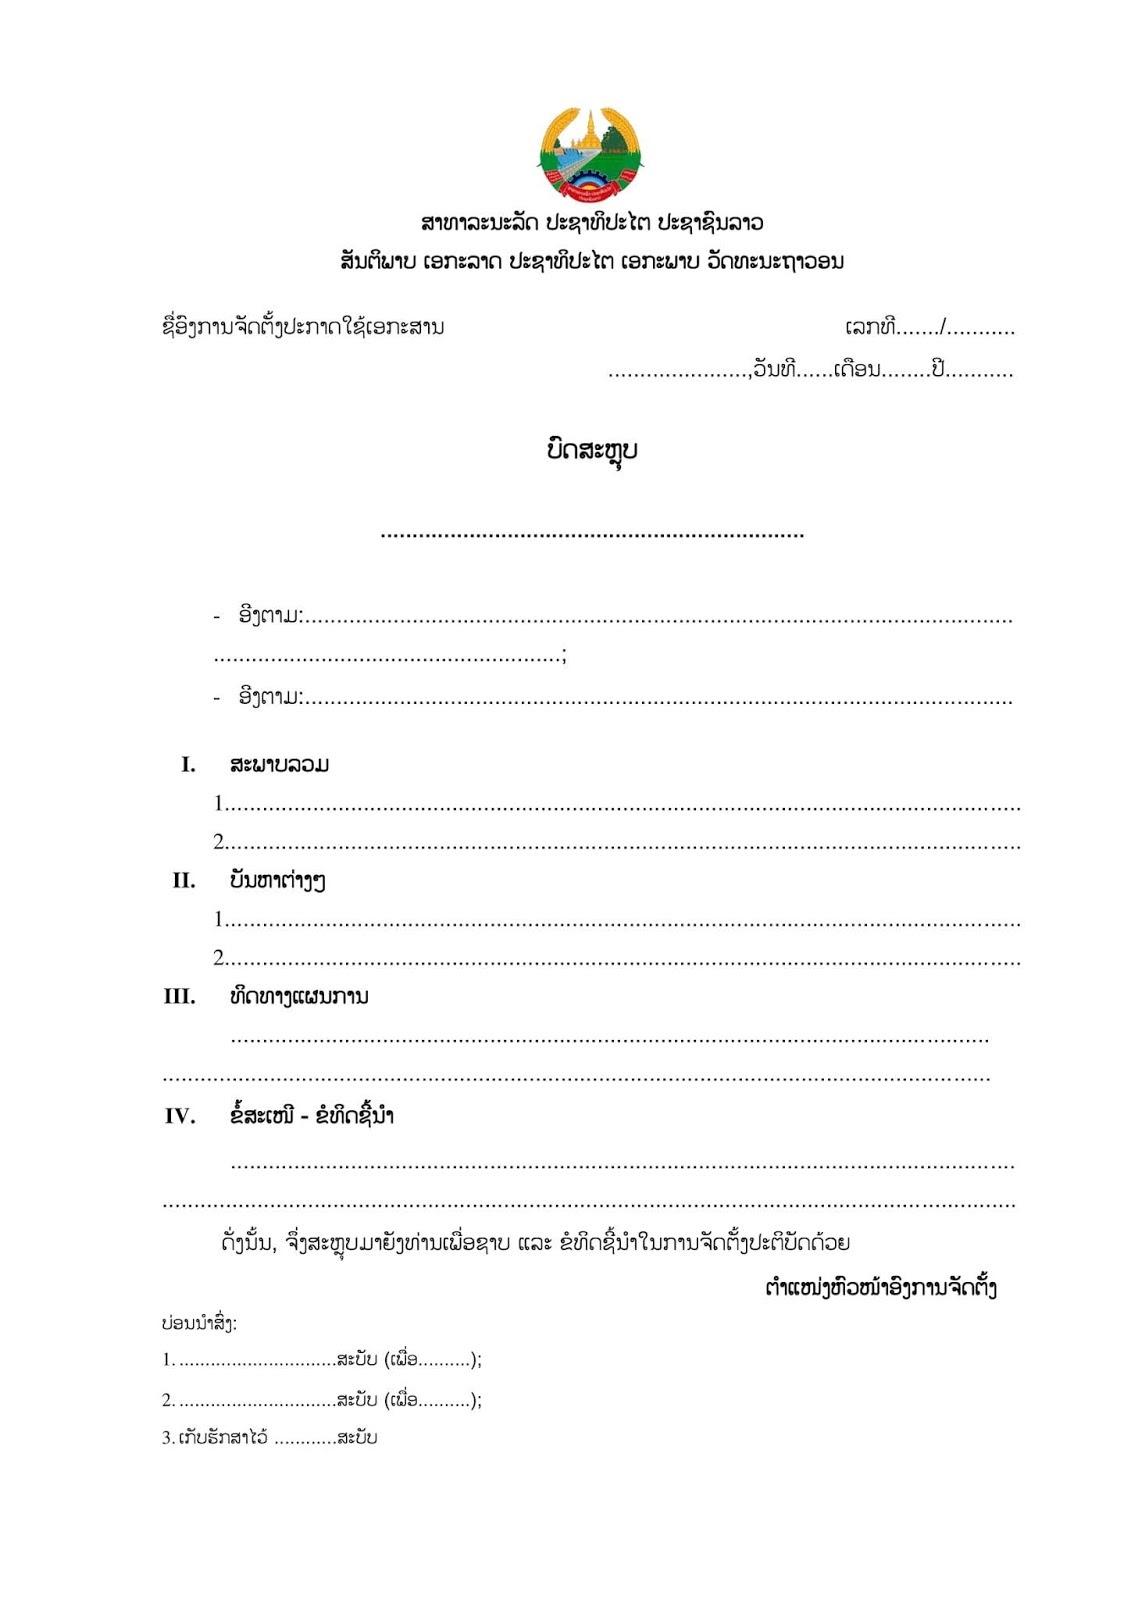 ສາທາລະນະລັດ ປະຊາທິປະໄຕ ປະຊາຊົນລາວ
ສັນຕິພາບ ເອກະລາດ ປະຊາທິປະໄຕ ເອກະພາບ ວັດທະນະຖາວອນ
ຊື່ອົງການຈັດຕັ້ງປະກາດໃຊ້ເອກະສານ ເລກທີ......./...........
......................,ວັນທີ......ເດືອນ........ປີ...........
ບົດສະຫຼຸບ
...................................................................
- ອີງຕາມ:................................................................................................................
.......................................................;
- ອີງຕາມ:................................................................................................................
I. ສະພາບລວມ
1..............................................................................................................................
2..............................................................................................................................
II. ບັນຫາຕ່າງໆ
1..............................................................................................................................
2..............................................................................................................................
III. ທິດທາງແຜນການ
........................................................................................................................
...................................................................................................................................
IV. ຂໍ້ສະເໜີ - ຂໍທິດຊີ້ນຳ
............................................................................................................................
.......................................................................................................................................
ດັ່ງນັ້ນ, ຈຶ່ງສະຫຼຸບມາຍັງທ່ານເພື່ອຊາບ ແລະ ຂໍທິດຊີ້ນຳໃນການຈັດຕັ້ງປະຕິບັດດ້ວຍ
ຕຳແໜ່ງຫົວໜ້າອົງການຈັດຕັ້ງ
ບ່ອນນຳສົ່ງ:
1. ..............................ສະບັບ (ເພື່ອ..........);
2. ..............................ສະບັບ (ເພື່ອ..........);
3. ເກັບຮັກສາໄວ້ ............ສະບັບ